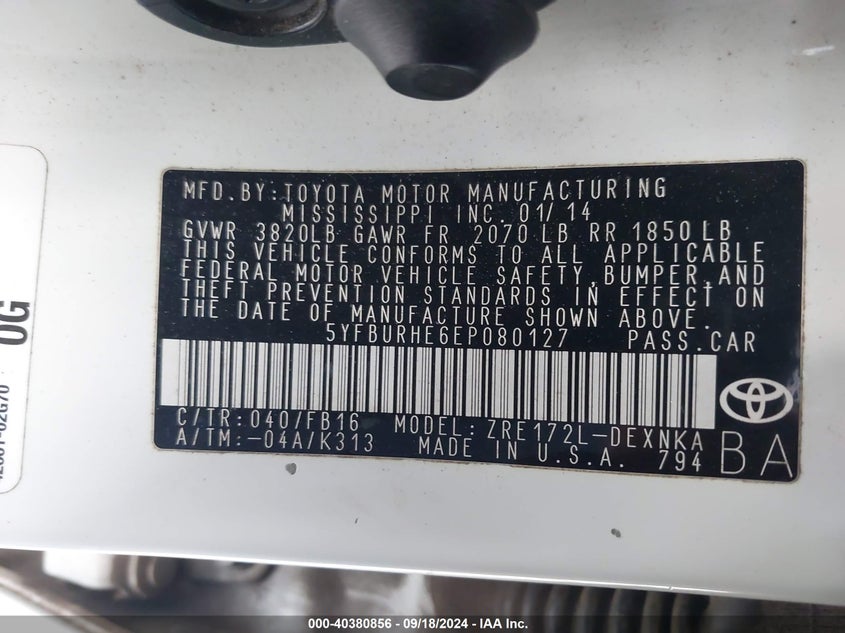 MFD.BY:TOYOTA MOTOR MANUFACTURING
MISSISSIPPI INC. 01/14
GVWR 3820LB GAWR FR 2070 LB RR 1850 LB
THIS VEHICLE CONFORMS TO ALL APPLICABLE
FEDERAL MOTOR VEHICLE SAFETY,BUMPER,AND
THEFT PREVENTION STANDARDS IN EFFECT ON
THE DATE OF MANUFACTURE SHOWN ABOVE.
5YFBURHE6EP080127 PASS.CAR
C/TR:040/FB16 MODEL:ZRE172L-DEXNKA
A/TM:-04A/K313 MADE IN U.S.A. 794 BA
0G
000-40380856 - 09/18/2024 - IAA Inc.